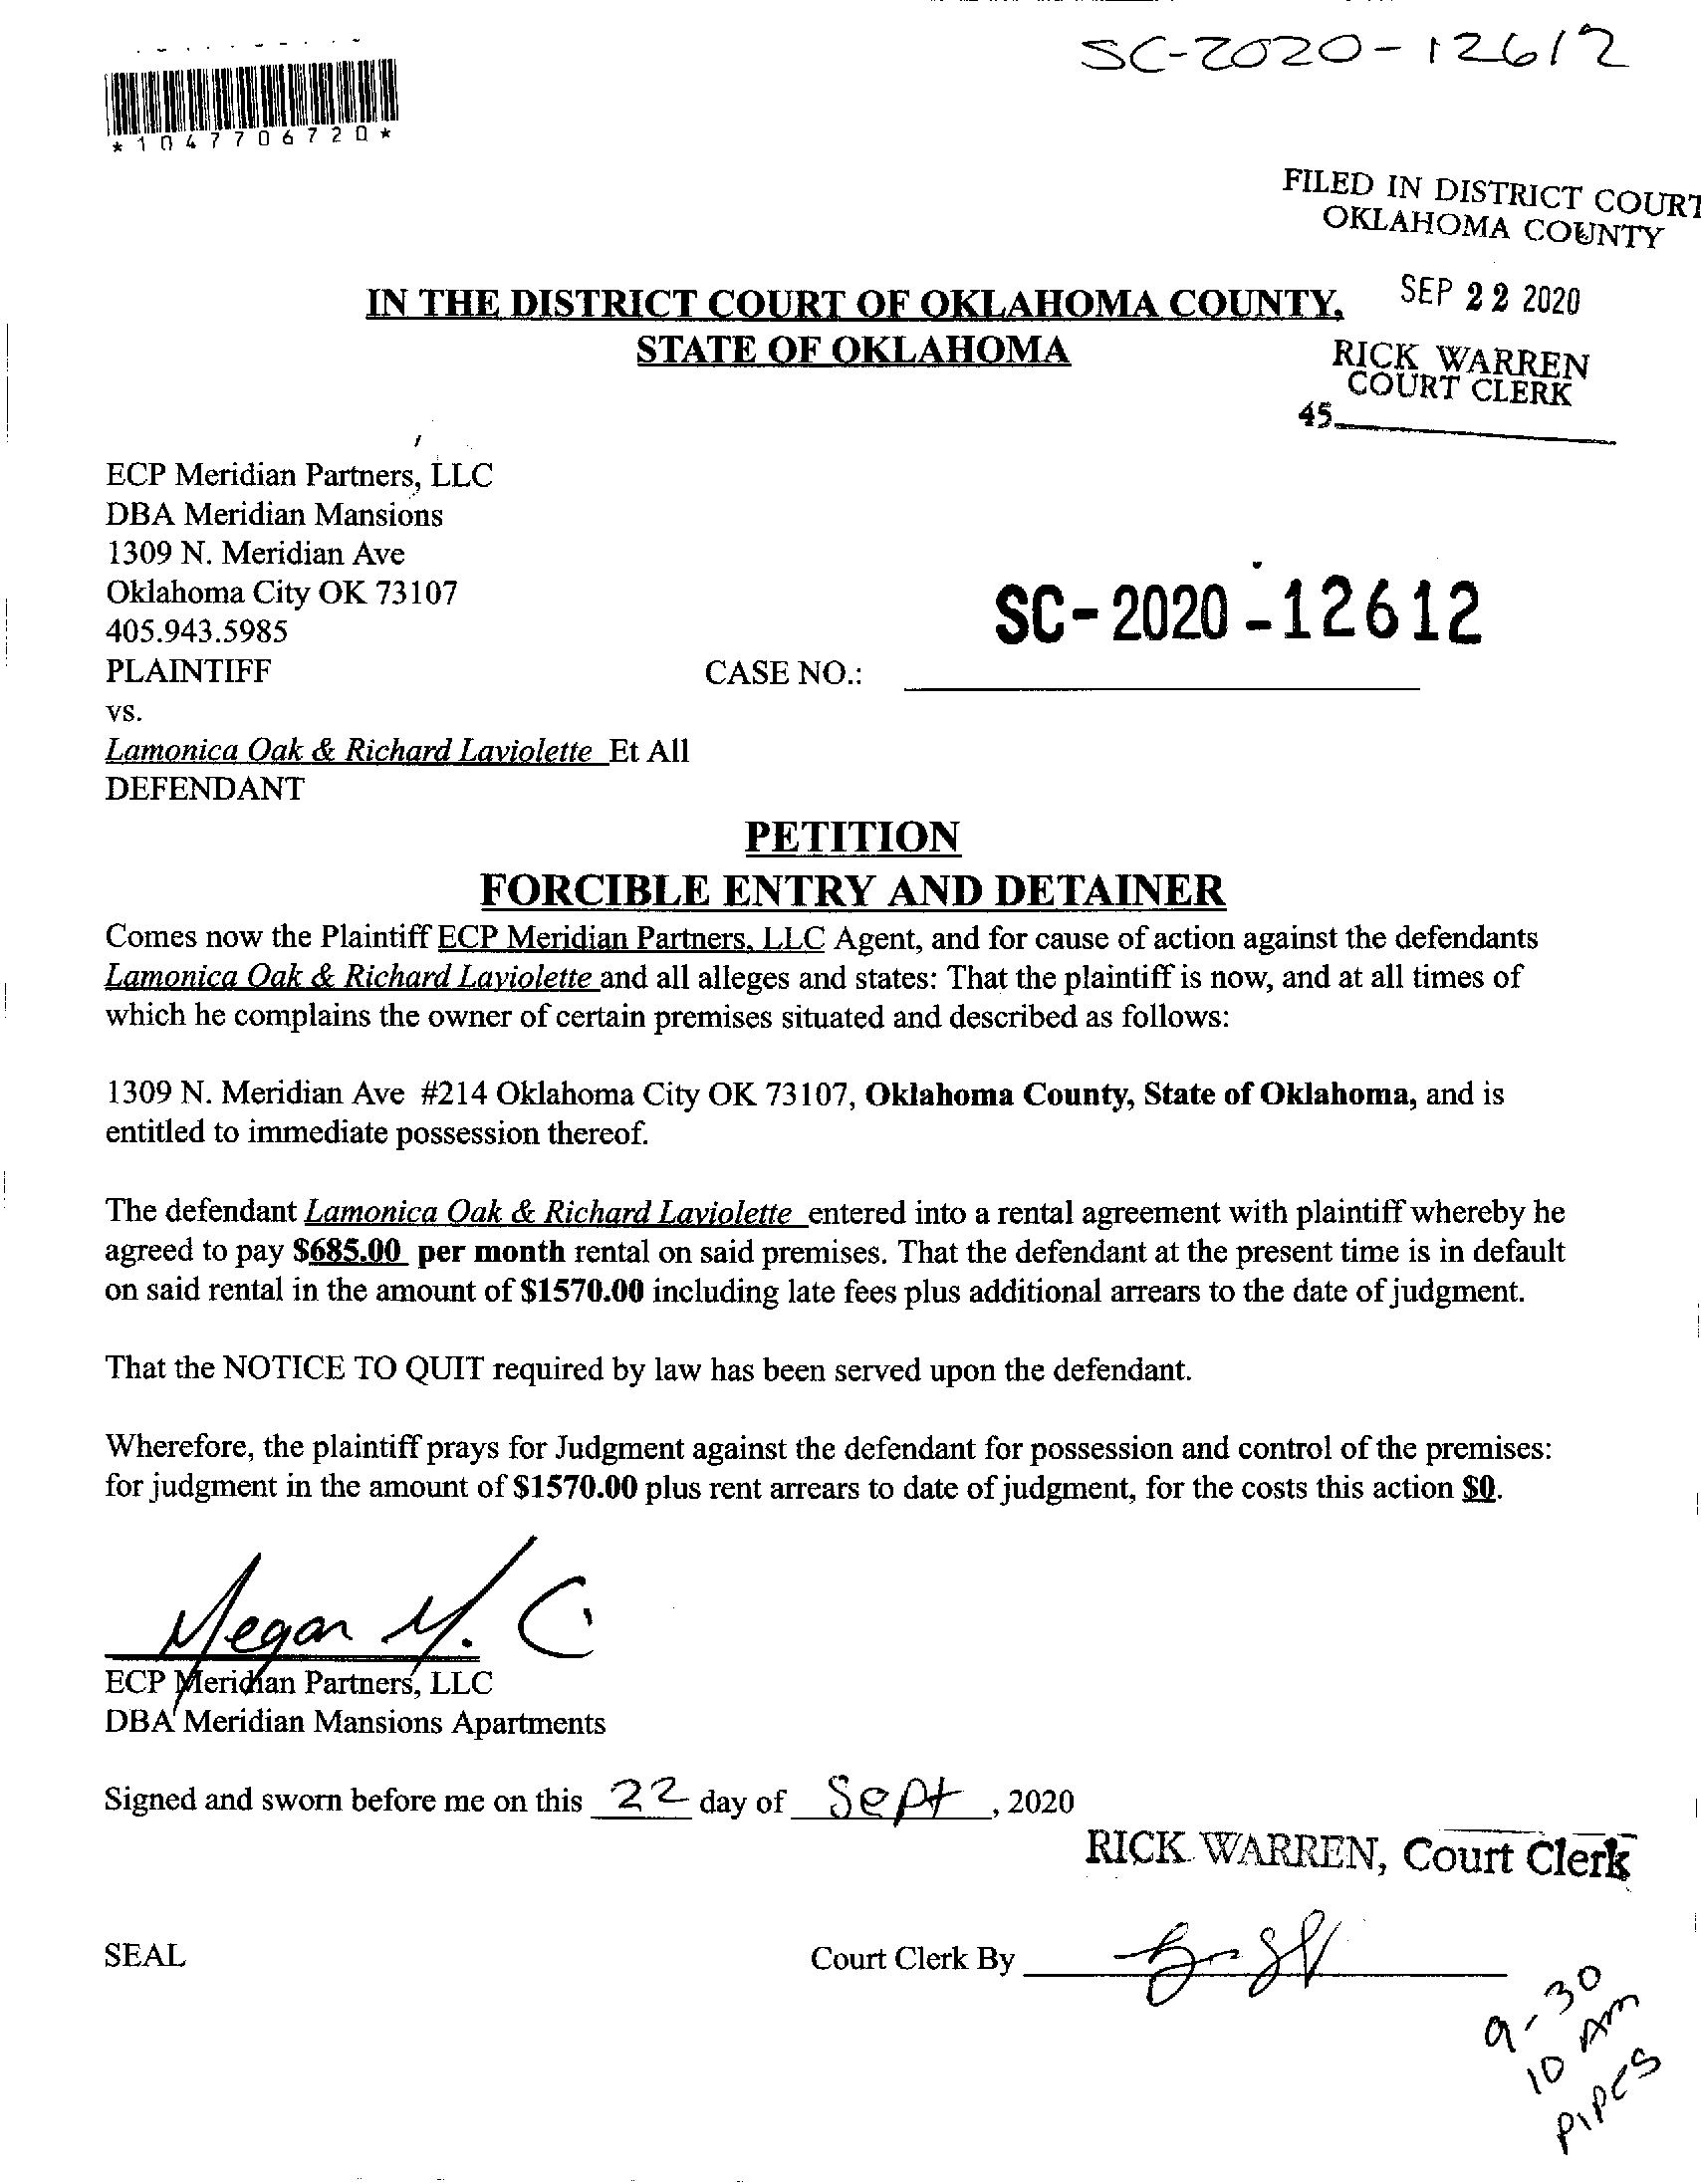 SC-2020-12612
*1047706720*
FILED IN DISTRICT COURT
OKLAHOMA COUNTY
SEP 22 2020
RICK WARREN
COURT CLERK
45
IN THE DISTRICT COURT OF OKLAHOMA COUNTY,
STATE OF OKLAHOMA
ECP Meridian Partners, LLC
DBA Meridian Mansions
1309 N. Meridian Ave
Oklahoma City OK 73107
405.943.5985
PLAINTIFF
CASE NO.: SC-2020-12612
vs.
Lamonica Oak & Richard Laviolette Et All
DEFENDANT
PETITION
FORCIBLE ENTRY AND DETAINER
Comes now the Plaintiff ECP Meridian Partners, LLC Agent, and for cause of action against the defendants
Lamonica Oak & Richard Laviolette and all alleges and states: That the plaintiff is now, and at all times of
which he complains the owner of certain premises situated and described as follows:
1309 N. Meridian Ave #214 Oklahoma City OK 73107, Oklahoma County, State of Oklahoma, and is
entitled to immediate possession thereof.
The defendant Lamonica Oak & Richard Laviolette entered into a rental agreement with plaintiff whereby he
agreed to pay $685.00 per month rental on said premises. That the defendant at the present time is in default
on said rental in the amount of $1570.00 including late fees plus additional arrears to the date of judgment.
That the NOTICE TO QUIT required by law has been served upon the defendant.
Wherefore, the plaintiff prays for Judgment against the defendant for possession and control of the premises:
for judgment in the amount of $1570.00 plus rent arrears to date of judgment, for the costs this action $0.
Megan M. C
ECP Meridian Partners, LLC
DBA Meridian Mansions Apartments
Signed and sworn before me on this 22 day of Sept, 2020
RICK WARREN, Court Clerk
SEAL
Court Clerk By
9-30
10 AM
PIPES